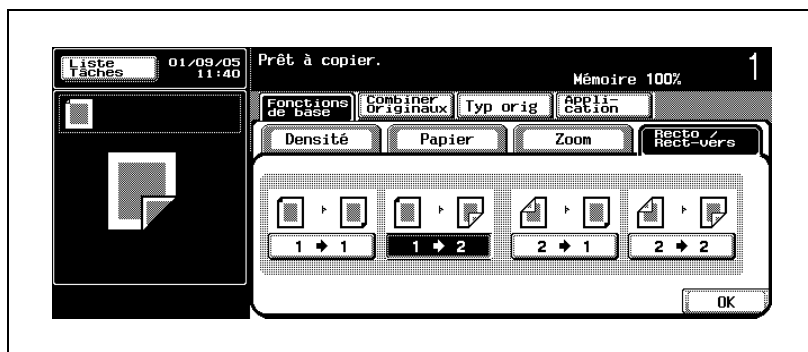 Liste
Tâches
01/09/05
11:40
Prêt à copier.
Mémoire 100%
1
Fonctions
de base
Combiner
Originaux
Typ orig
Appli-
cation
Densité
Papier
Zoom
Recto /
Rect-vers
1 ➔ 1
1 ➔ 2
2 ➔ 1
2 ➔ 2
OK